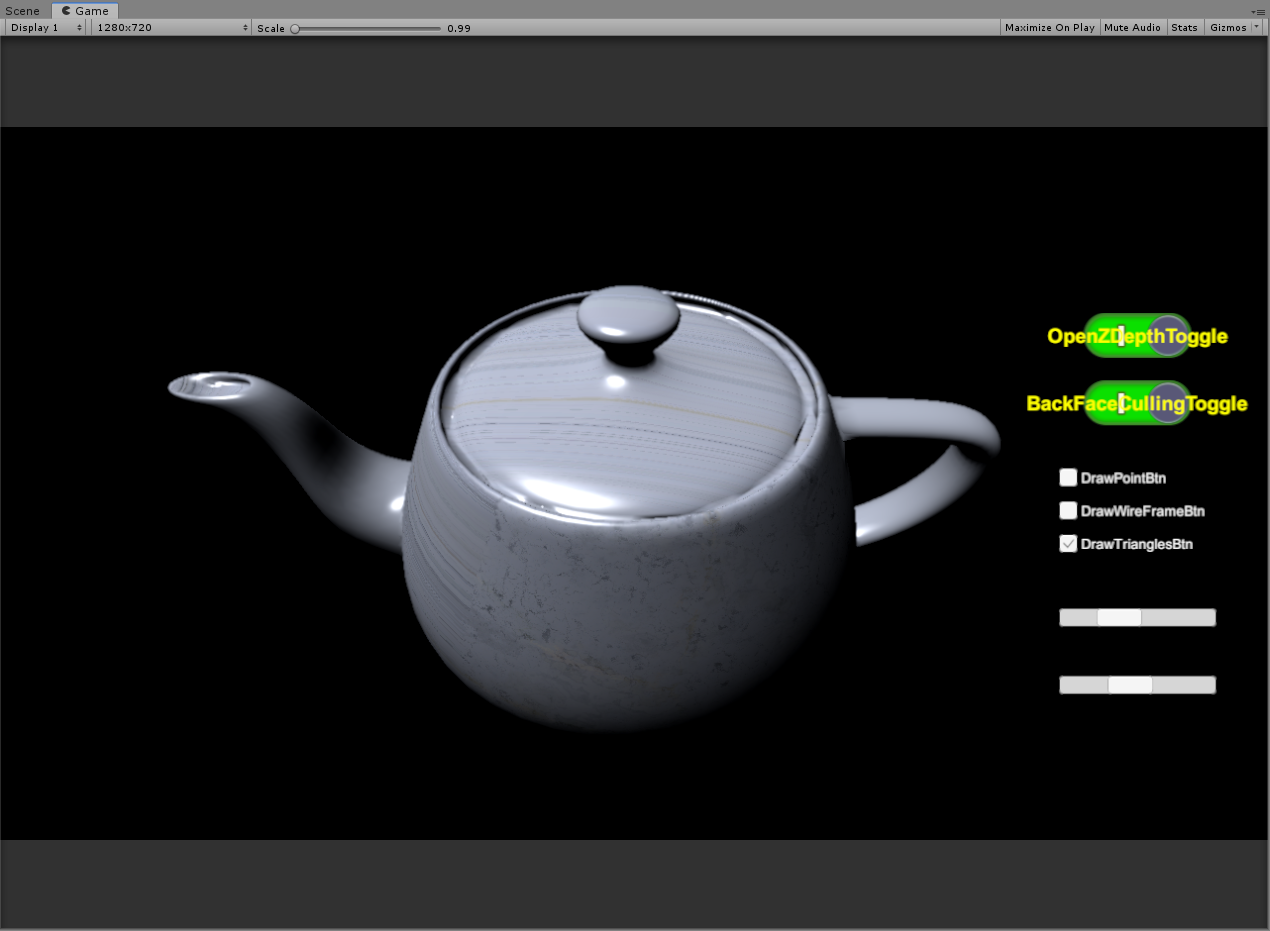 Scene Game
Display 1 1280x720 Scale 0.99 Maximize On Play Mute Audio Stats Gizmos
OpenZDepthToggle
BackFaceCullingToggle
DrawPointBtn
DrawWireFrameBtn
DrawTrianglesBtn